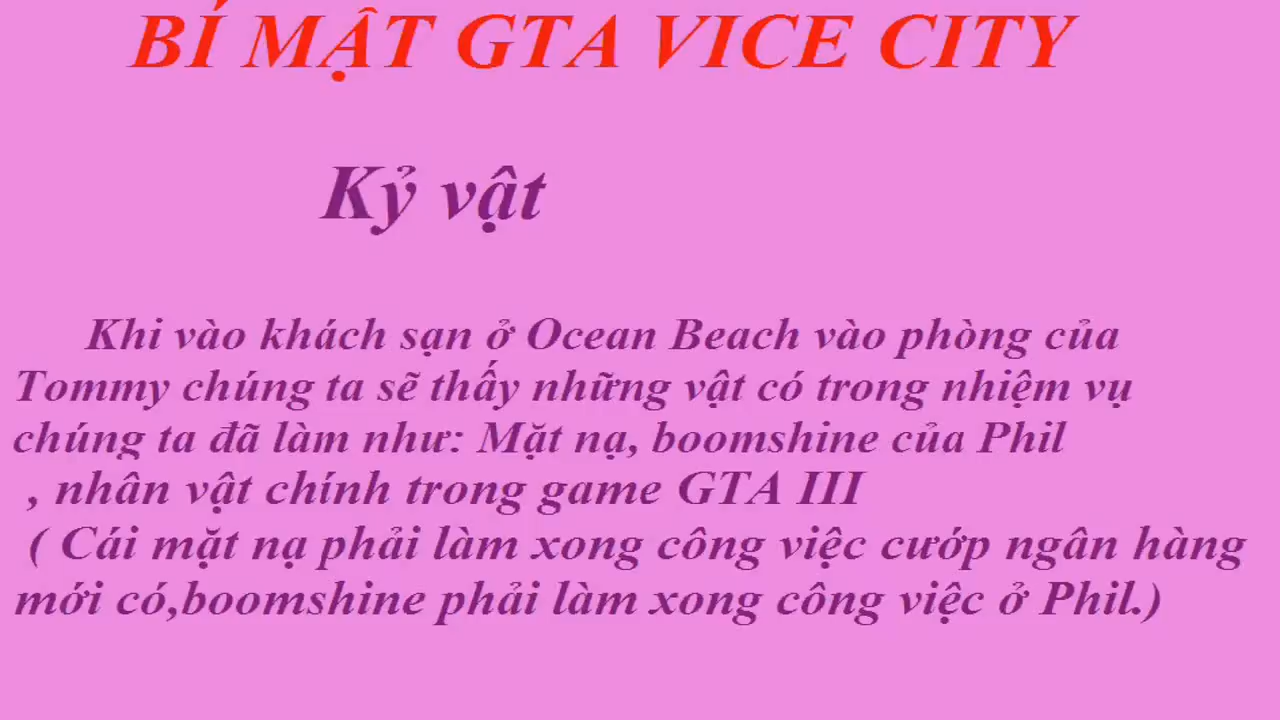 BÍ MẬT GTA VICE CITY
Kỷ vật
Khi vào khách sạn ở Ocean Beach vào phòng của
Tommy chúng ta sẽ thấy những vật có trong nhiệm vụ
chúng ta đã làm như: Mặt nạ, boomshine của Phil
, nhân vật chính trong game GTA III
( Cái mặt nạ phải làm xong công việc cướp ngân hàng
mới có,boomshine phải làm xong công việc ở Phil.)